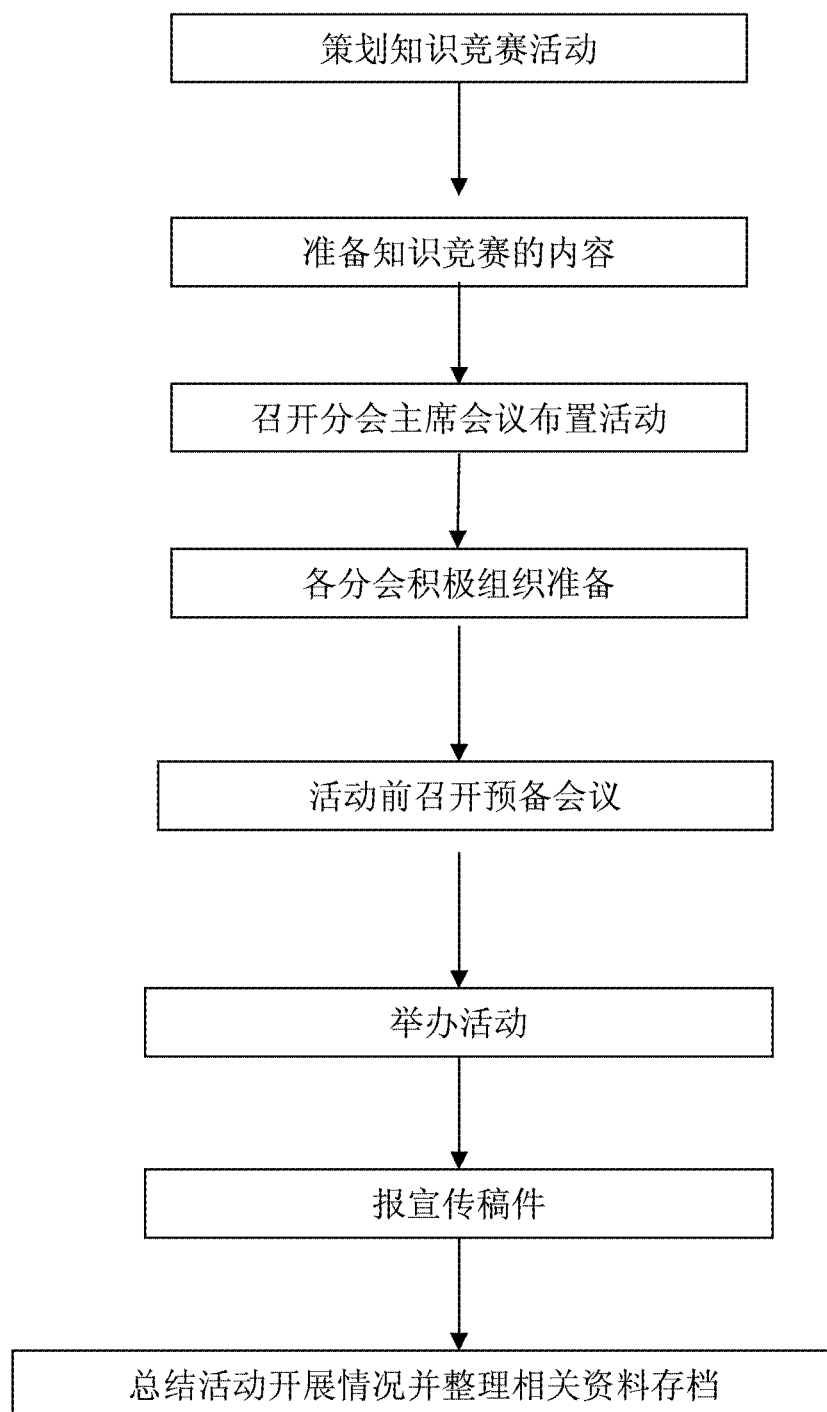 策划知识竞赛活动
准备知识竞赛的内容
召开分会主席会议布置活动
各分会积极组织准备
活动前召开预备会议
举办活动
报宣传稿件
总结活动开展情况并整理相关资料存档